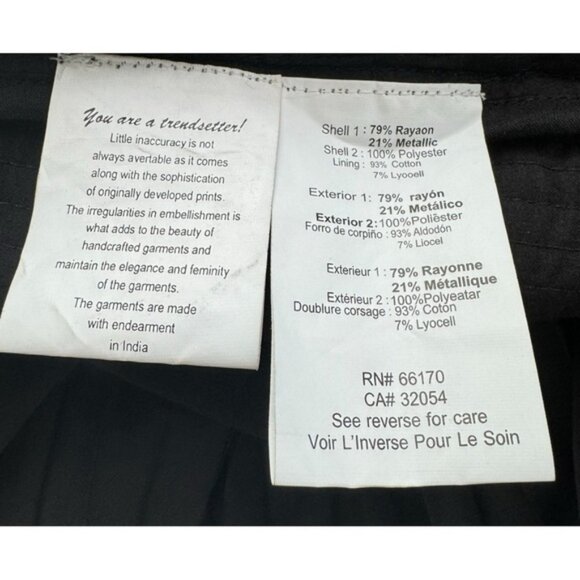 You are a trendsetter!
Little inaccuracy is not
always avertable as it comes
along with the sophistication
of originally developed prints.
The irregularities in embellishment is
what adds to the beauty of
handcrafted garments and
maintain the elegance and feminity
of the garments.
The garments are made
with endearment
in India
Shell 1 : 79% Rayaon
21% Metallic
Shell 2 : 100% Polyester
Lining : 93% Cotton
7% Lyooell
Exterior 1: 79% rayón
21% Metálico
Exterior 2:100%Polièster
Forro de corpiño : 93% Aldodón
7% Liocel
Exterieur 1 : 79% Rayonne
21% Métallique
Extérieur 2 : 100%Polyeatar
Doublure corsage : 93% Coton
7% Lyocell
RN# 66170
CA# 32054
See reverse for care
Voir L'Inverse Pour Le Soin